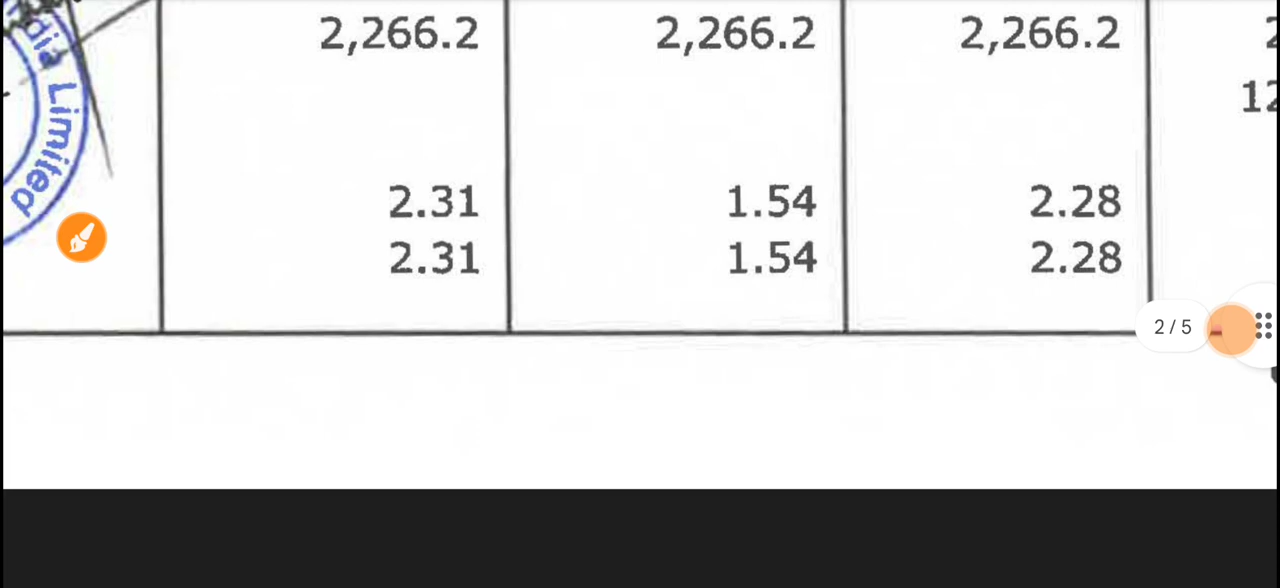 dia Limited
2,266.2 2,266.2 2,266.2
2.31 1.54 2.28
2.31 1.54 2.28
2 / 5